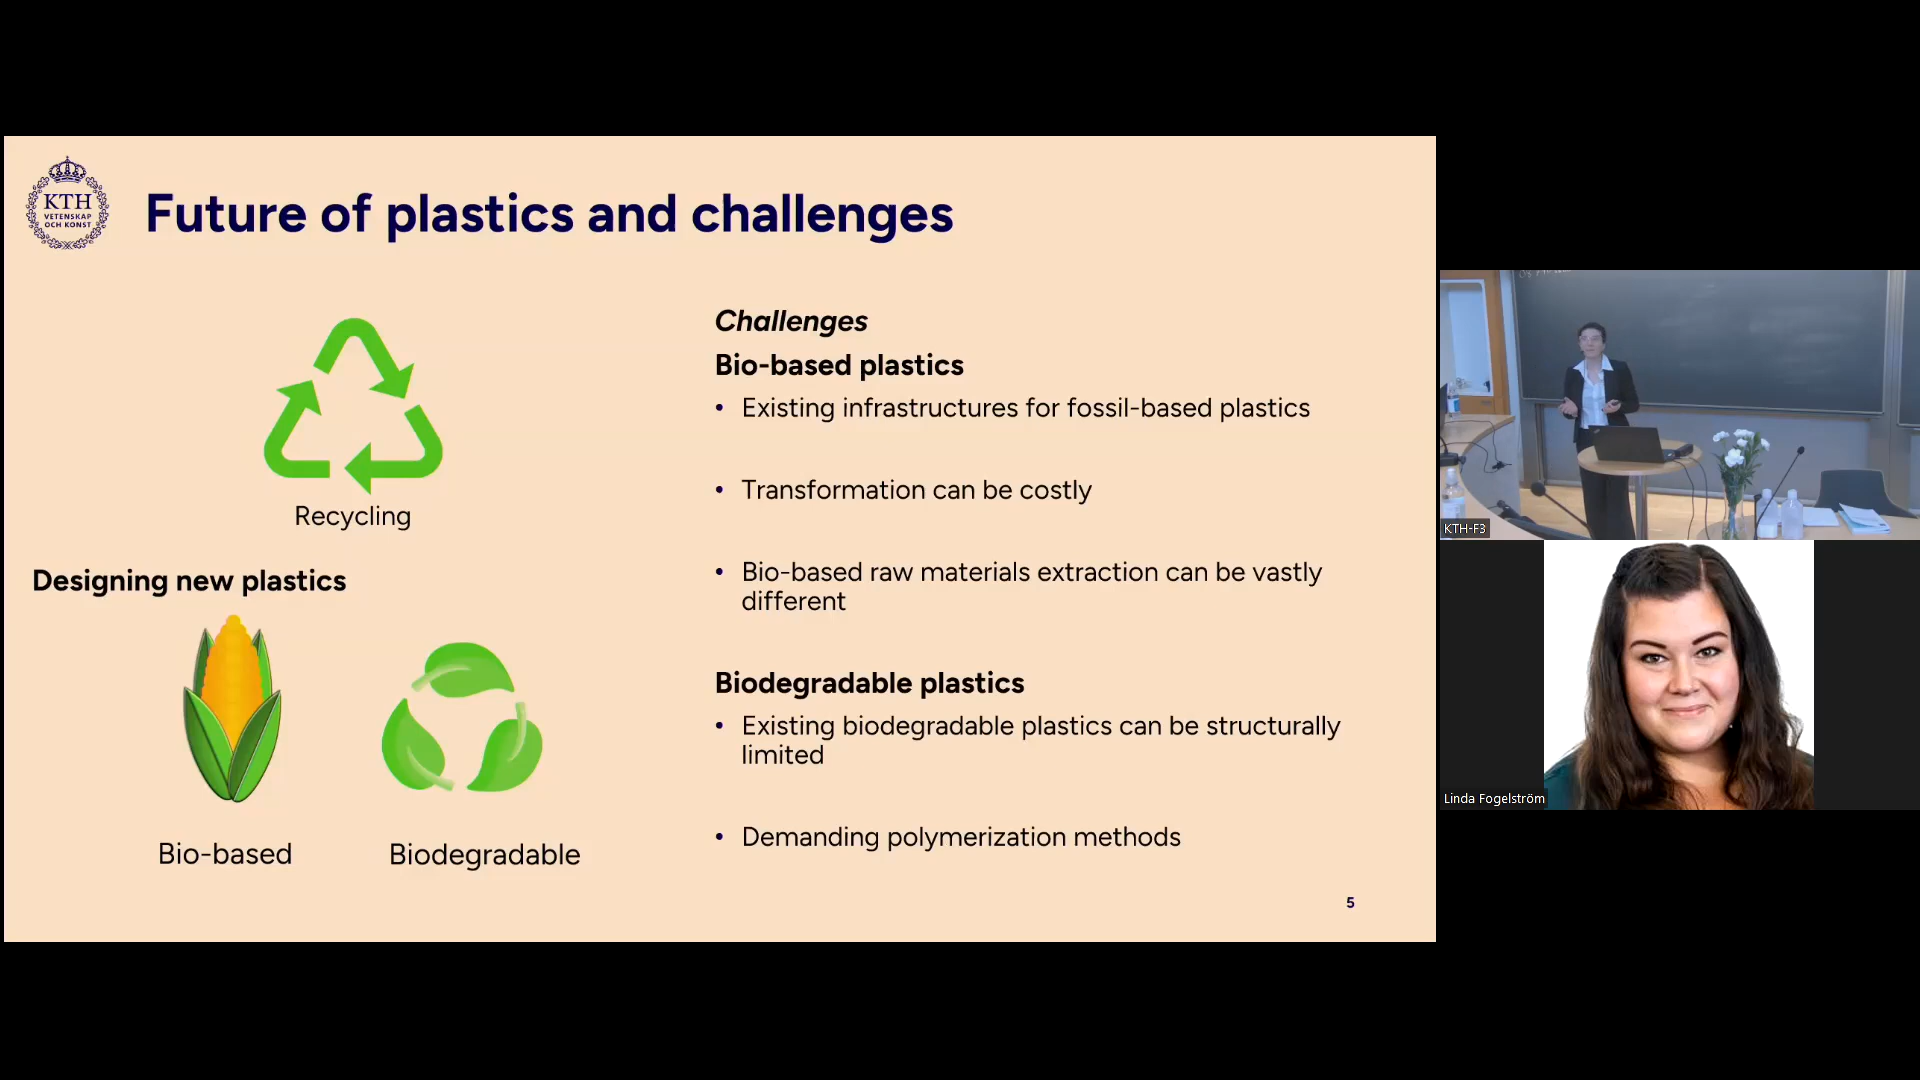 KTH
VETENSKAP
OCH KONST
Future of plastics and challenges
Recycling
Designing new plastics
Bio-based
Biodegradable
Challenges
Bio-based plastics
• Existing infrastructures for fossil-based plastics
• Transformation can be costly
• Bio-based raw materials extraction can be vastly
different
Biodegradable plastics
• Existing biodegradable plastics can be structurally
limited
• Demanding polymerization methods
5
KTH-F3
Linda Fogelström